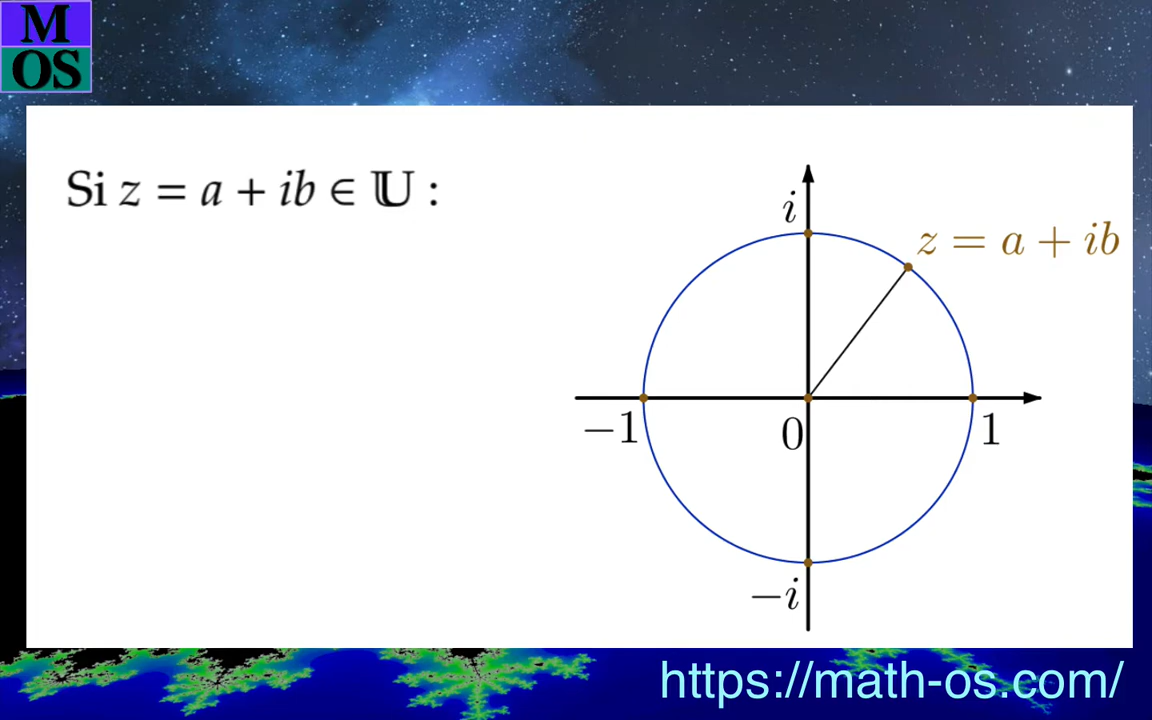 M
OS
Si z = a + ib ∈ 𝕌 :
i
z = a + ib
−1
0
1
−i
https://math-os.com/